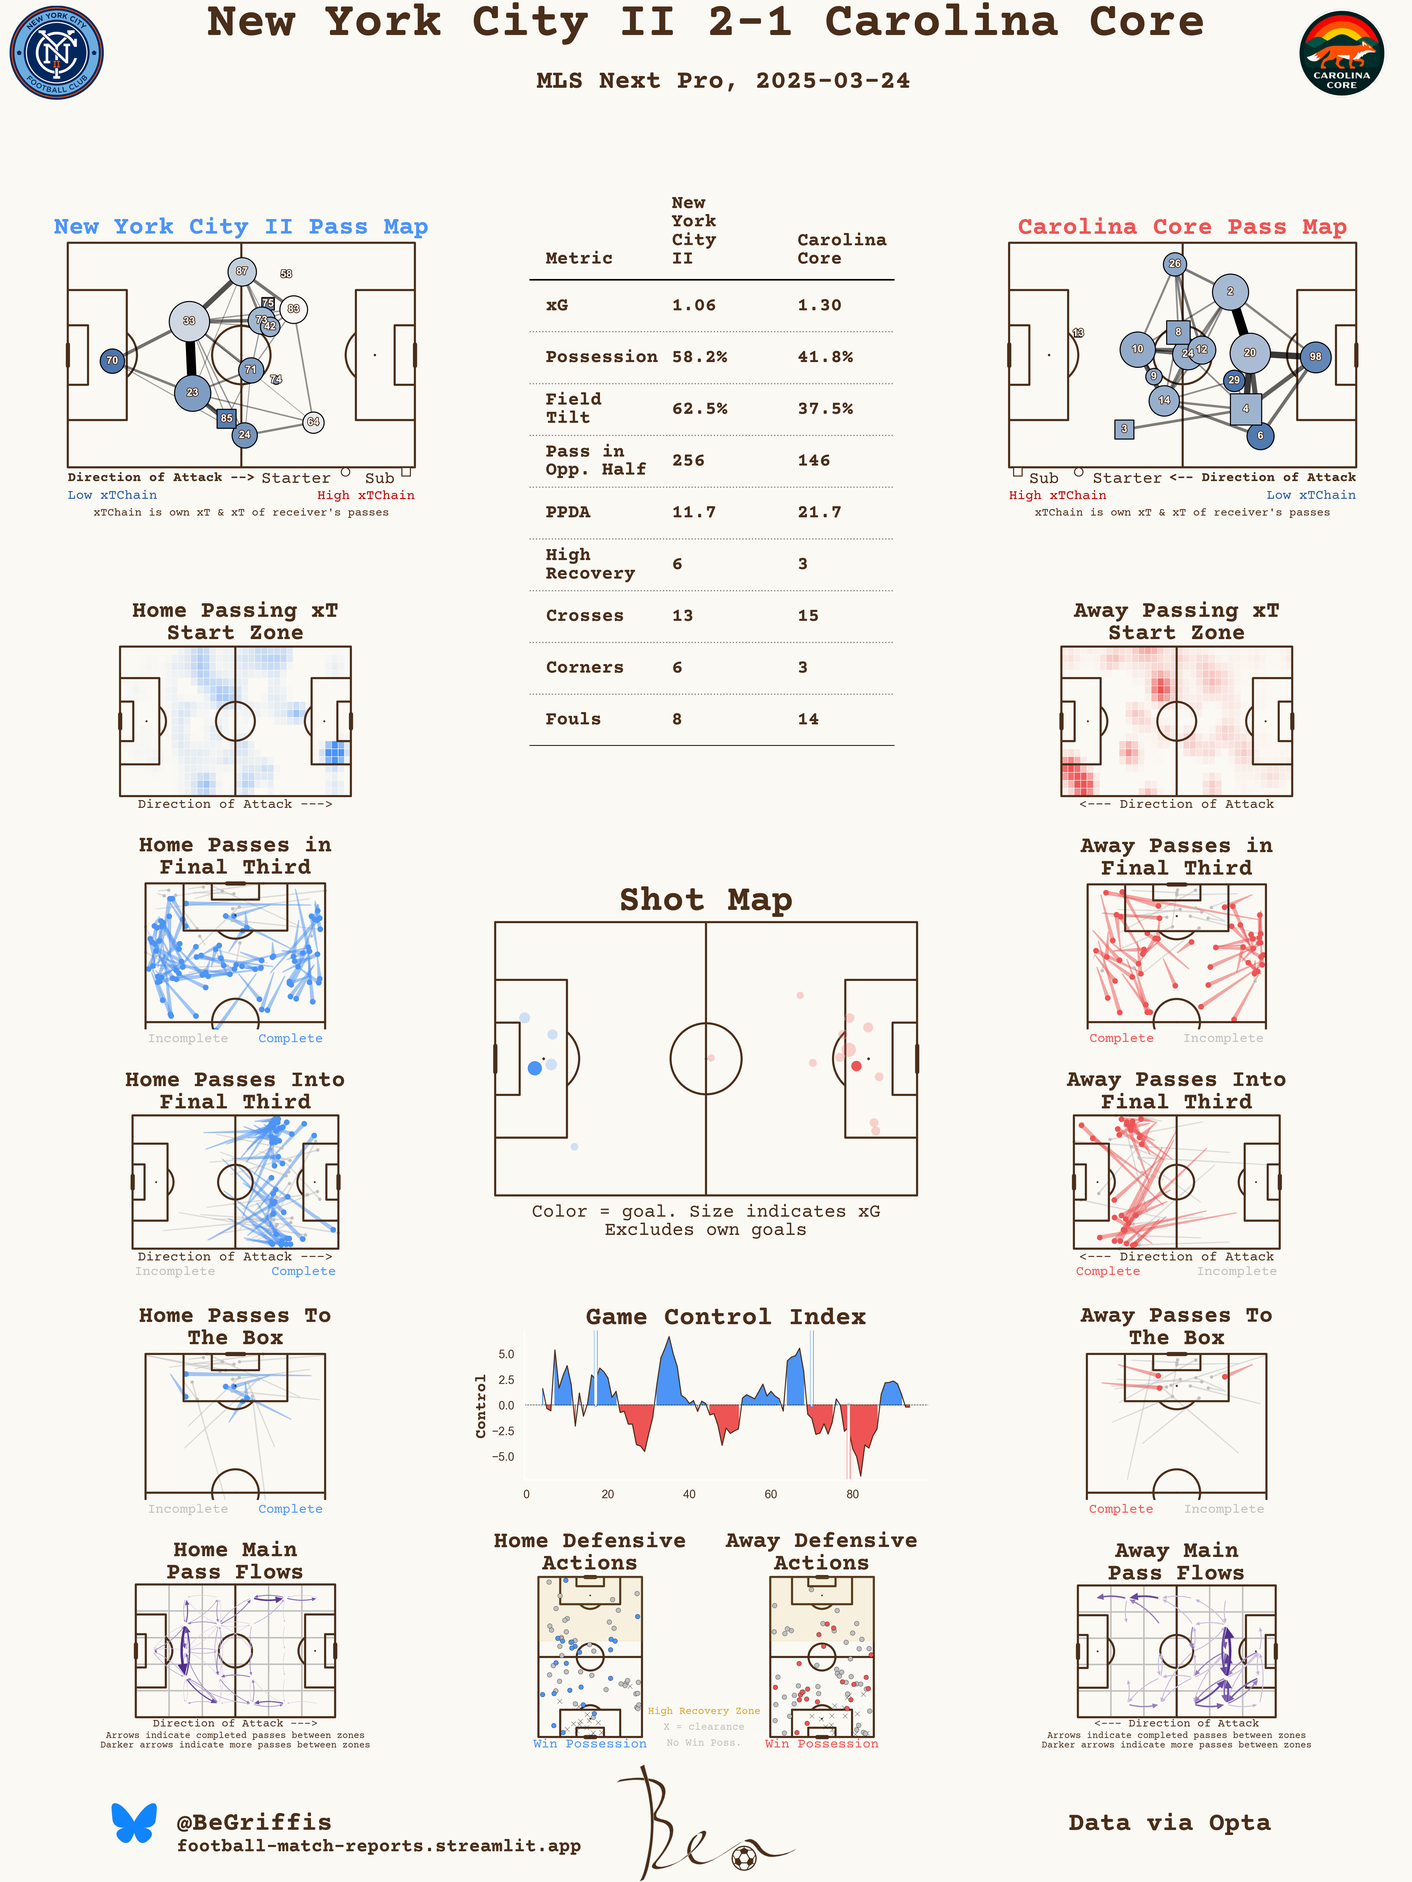 New York City II 2-1 Carolina Core
MLS Next Pro, 2025-03-24
NEW YORK CITY
NYC
II
FOOTBALL CLUB
CAROLINA
CORE
New York City II Pass Map
87
58
75
83
73
42
33
70
71
74
23
85
24
64
Direction of Attack --> Starter Sub
Low xTChain High xTChain
xTChain is own xT & xT of receiver's passes
Metric New York City II Carolina Core
xG 1.06 1.30
Possession 58.2% 41.8%
Field Tilt 62.5% 37.5%
Pass in Opp. Half 256 146
PPDA 11.7 21.7
High Recovery 6 3
Crosses 13 15
Corners 6 3
Fouls 8 14
Carolina Core Pass Map
26
2
13
8
10
24
12
20
98
9
29
14
4
3
6
Sub Starter <-- Direction of Attack
High xTChain Low xTChain
xTChain is own xT & xT of receiver's passes
Home Passing xT
Start Zone
Direction of Attack --->
Away Passing xT
Start Zone
<--- Direction of Attack
Home Passes in
Final Third
Incomplete Complete
Away Passes in
Final Third
Complete Incomplete
Shot Map
Color = goal. Size indicates xG
Excludes own goals
Home Passes Into
Final Third
Direction of Attack --->
Incomplete Complete
Away Passes Into
Final Third
<--- Direction of Attack
Complete Incomplete
Home Passes To
The Box
Incomplete Complete
Game Control Index
Control
5.0
2.5
0.0
−2.5
−5.0
0 20 40 60 80
Away Passes To
The Box
Complete Incomplete
Home Main
Pass Flows
Direction of Attack --->
Arrows indicate completed passes between zones
Darker arrows indicate more passes between zones
Home Defensive
Actions
Win Possession
Away Defensive
Actions
Win Possession
High Recovery Zone
X = clearance
No Win Poss.
Away Main
Pass Flows
<--- Direction of Attack
Arrows indicate completed passes between zones
Darker arrows indicate more passes between zones
@BeGriffis
football-match-reports.streamlit.app
Ben
Data via Opta